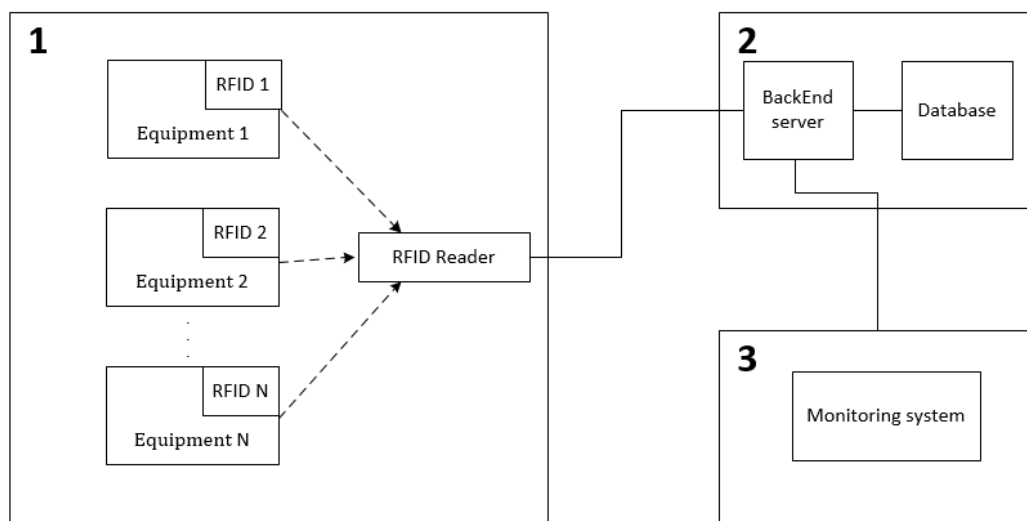 1
RFID 1
Equipment 1
RFID 2
Equipment 2
.
.
.
RFID N
Equipment N
RFID Reader
2
BackEnd
server
Database
3
Monitoring system